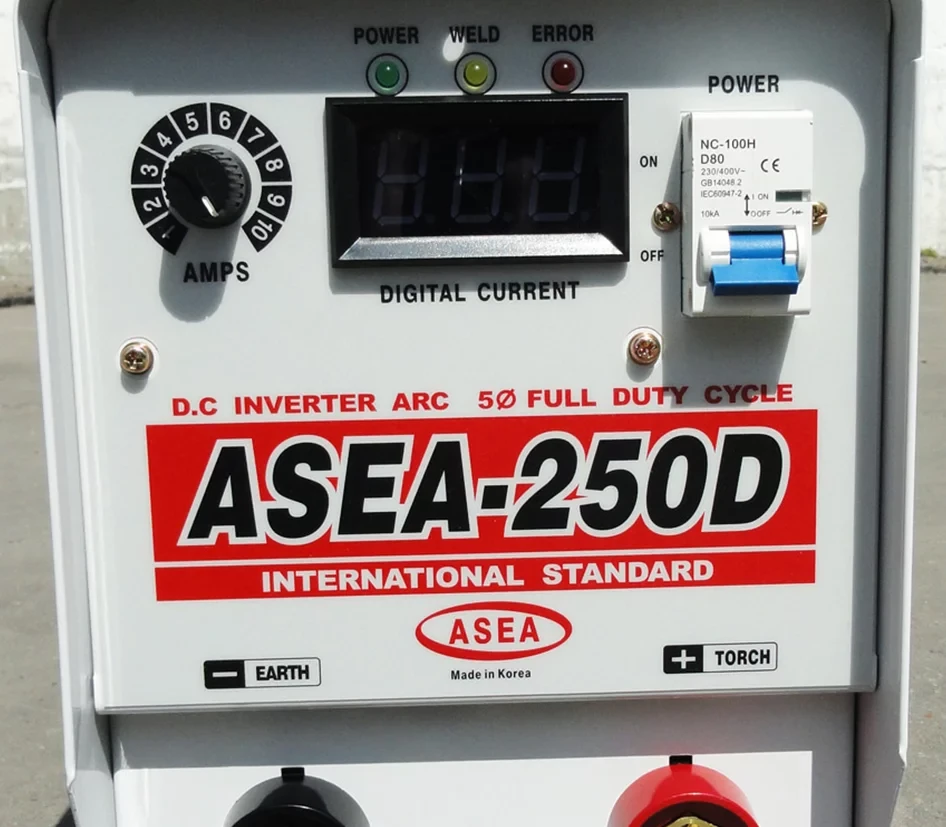 POWER WELD ERROR
POWER
1 2 3 4 5 6 7 8 9 10
AMPS
DIGITAL CURRENT
ON
OFF
NC-100H
D80
CE
230/400V~
GB14048.2
IEC60947-2
I ON
10kA
O OFF
D.C INVERTER ARC 5Ø FULL DUTY CYCLE
ASEA-250D
INTERNATIONAL STANDARD
ASEA
Made in Korea
− EARTH
+ TORCH